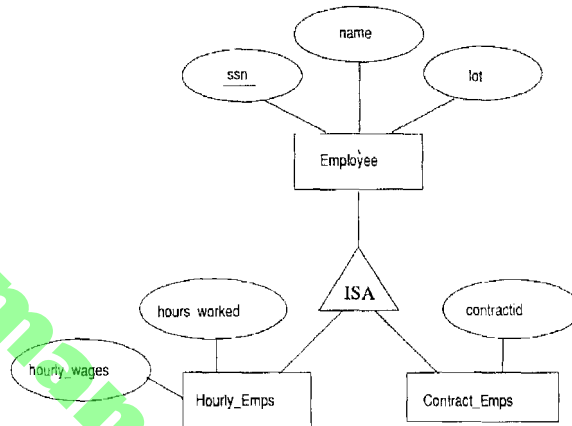 name
ssn
lot
Employee
ISA
hours worked
contractid
hourly_wages
Hourly_Emps
Contract_Emps